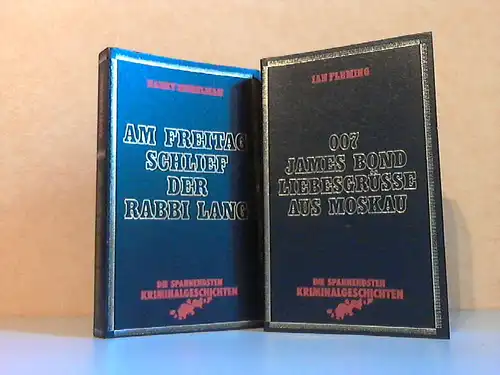 HARRY KEMELMAN
AM FREITAG
SCHLIEF
DER
RABBI LANG
DIE SPANNENDSTEN
KRIMINALGESCHICHTEN
IAN FLEMING
007
JAMES BOND
LIEBESGRÜSSE
AUS MOSKAU
DIE SPANNENDSTEN
KRIMINALGESCHICHTEN